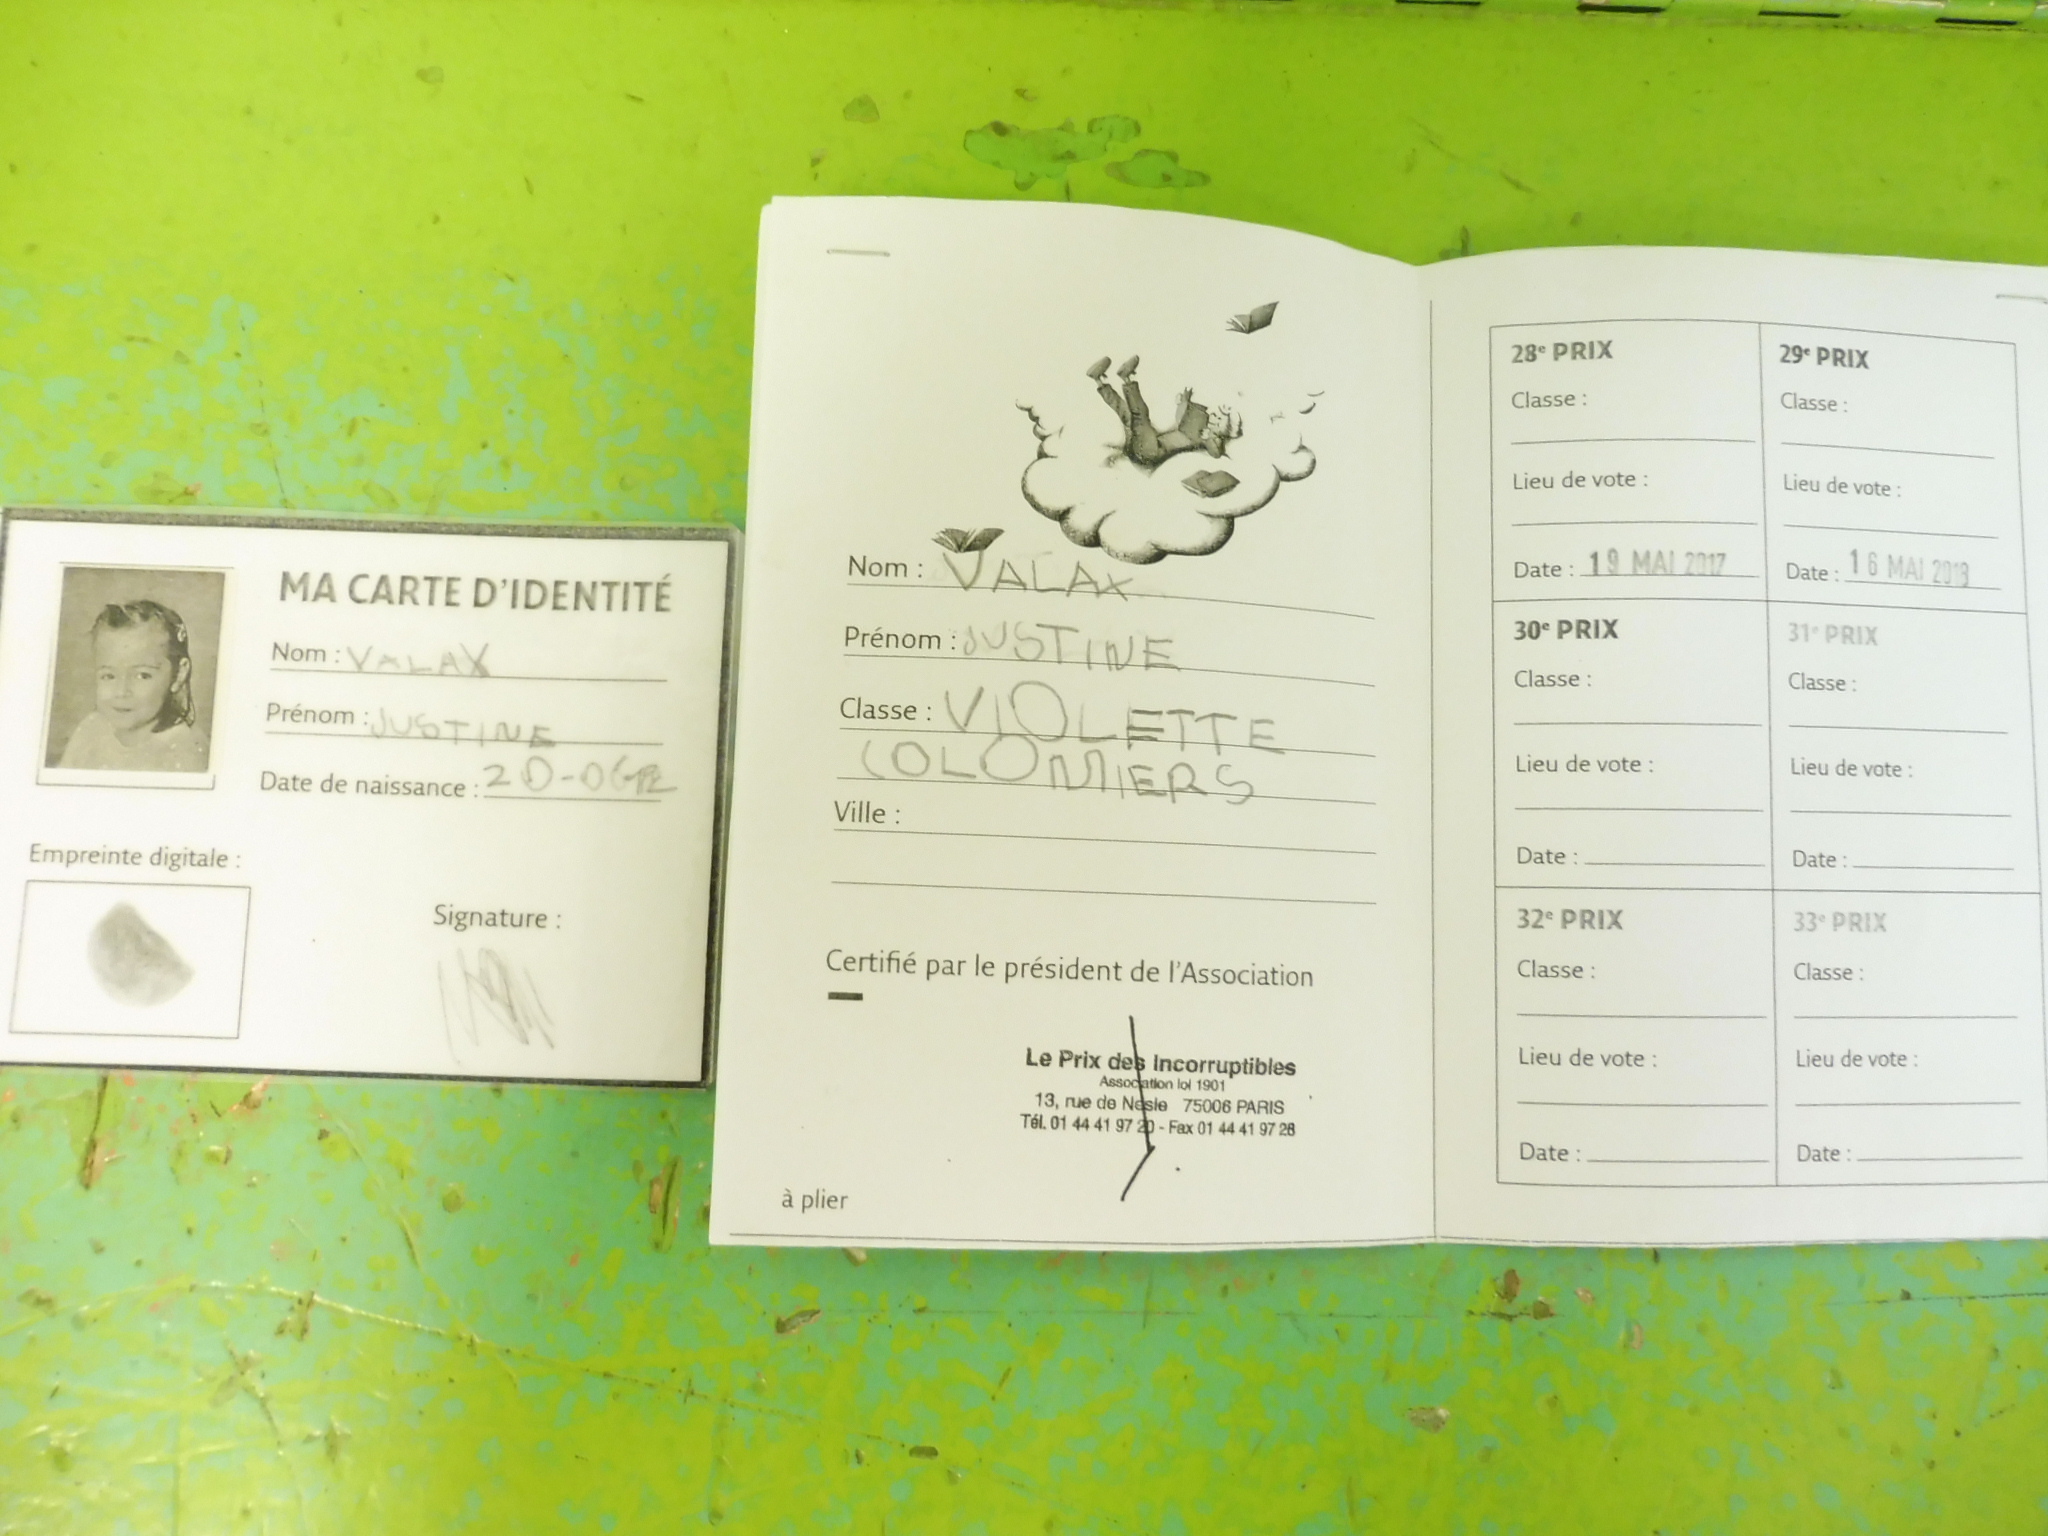 MA CARTE D'IDENTITÉ
Nom : VALAX
Prénom : JUSTINE
Date de naissance :
Empreinte digitale :
Signature :
Nom : VALAX
Prénom : JUSTINE
Classe : VIOLETTE
COLOMIERS
Ville :
Certifié par le président de l'Association
Le Prix des Incorruptibles
Association loi 1901
13, rue de Nesle 75006 PARIS
Tél. 01 44 41 97 20 - Fax 01 44 41 97 28
à plier
28e PRIX
Classe :
Lieu de vote :
Date : 19 MAI 2017
29e PRIX
Classe :
Lieu de vote :
Date : 16 MAI 2018
30e PRIX
Classe :
Lieu de vote :
Date :
31e PRIX
Classe :
Lieu de vote :
Date :
32e PRIX
Classe :
Lieu de vote :
Date :
33e PRIX
Classe :
Lieu de vote :
Date :